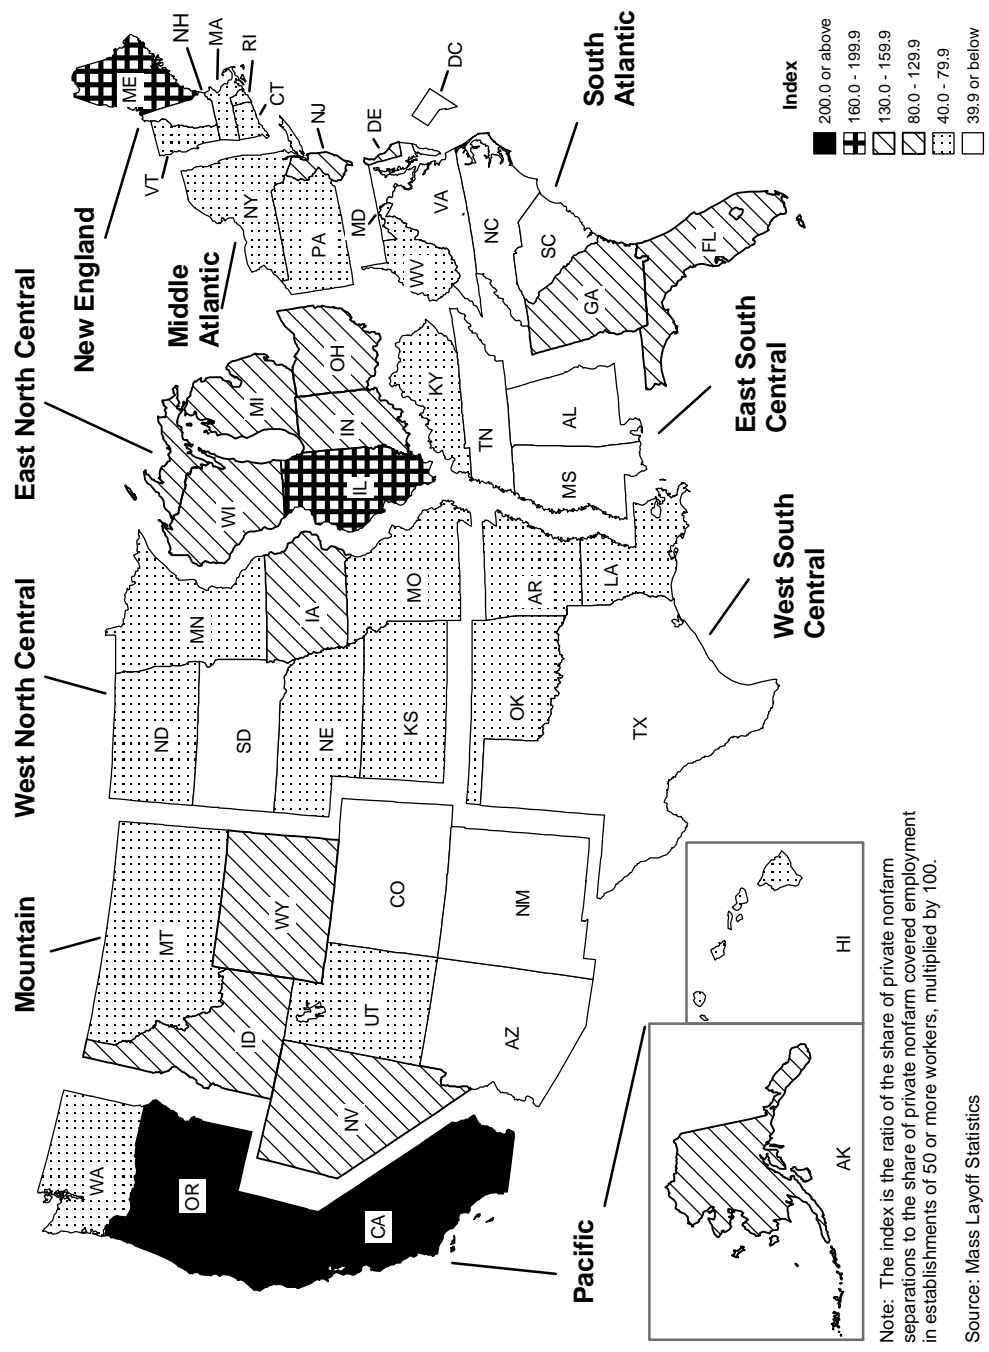 Mountain
West North Central
East North Central
New England
Middle
Atlantic
South
Atlantic
East South
Central
West South
Central
Pacific
WA
OR
CA
NV
ID
MT
WY
UT
AZ
CO
NM
ND
SD
NE
KS
OK
TX
MN
IA
MO
AR
LA
WI
MI
IL
IN
OH
KY
TN
MS
AL
NY
PA
NJ
VT
ME
NH
MA
RI
CT
DE
DC
MD
WV
VA
NC
SC
GA
FL
AK
HI
Index
200.0 or above
160.0 - 199.9
130.0 - 159.9
80.0 - 129.9
40.0 - 79.9
39.9 or below
Note: The index is the ratio of the share of private nonfarm
separations to the share of private nonfarm covered employment
in establishments of 50 or more workers, multiplied by 100.
Source: Mass Layoff Statistics